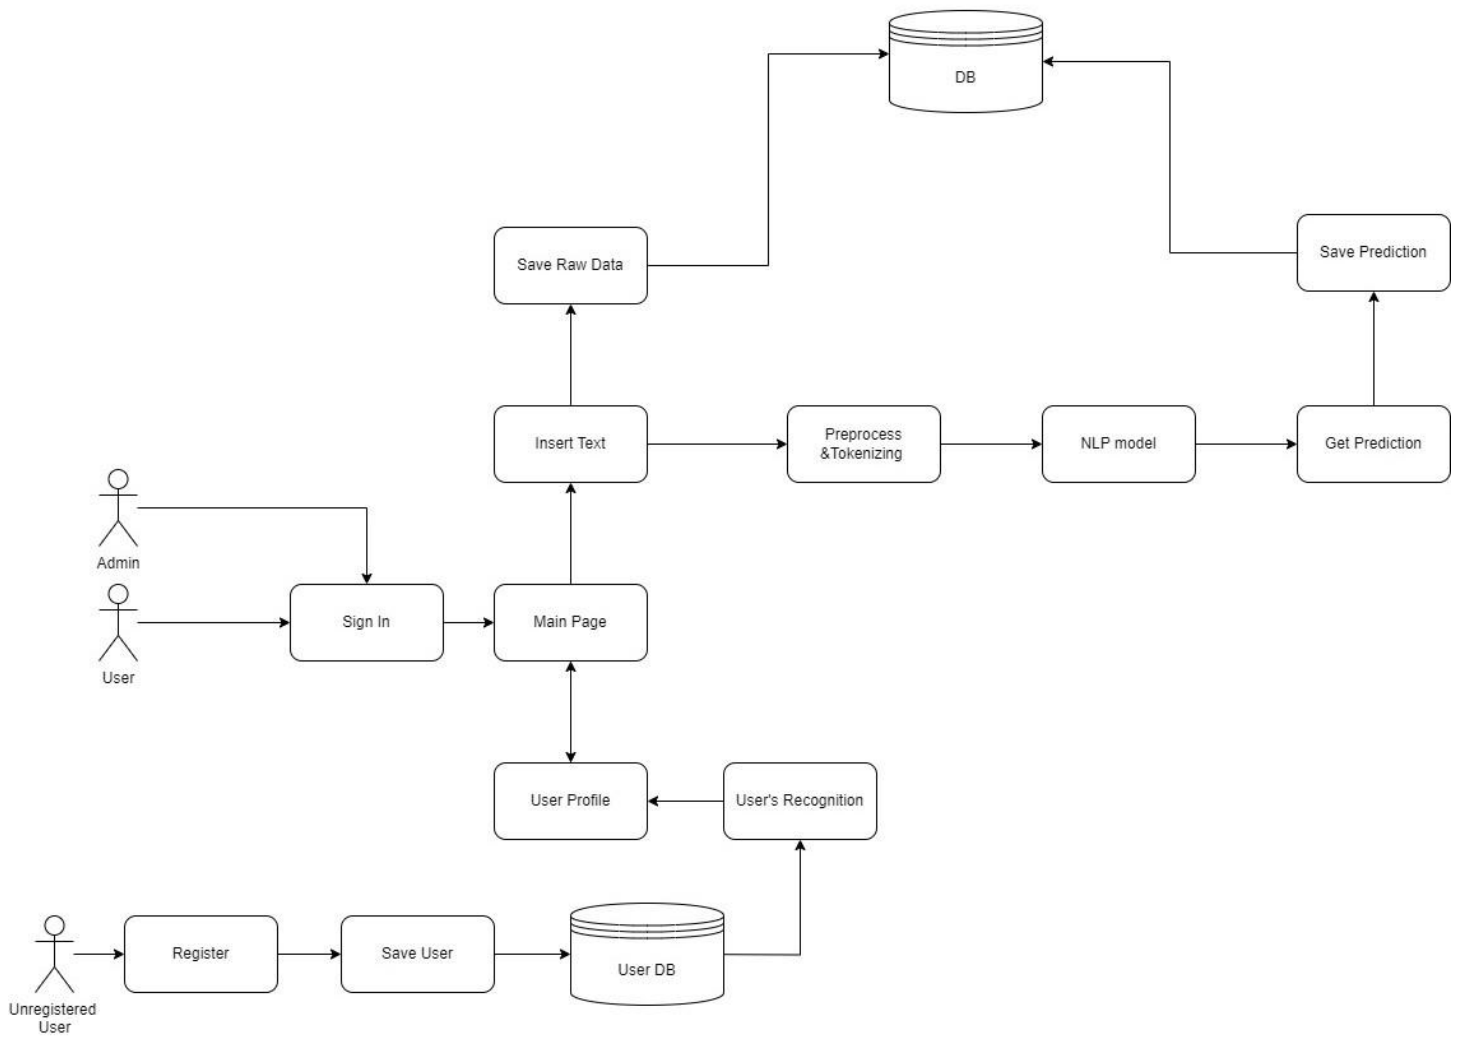 DB
Save Raw Data
Save Prediction
Insert Text
Preprocess
&Tokenizing
NLP model
Get Prediction
Admin
Sign In
Main Page
User
User Profile
User's Recognition
Register
Save User
User DB
Unregistered
User